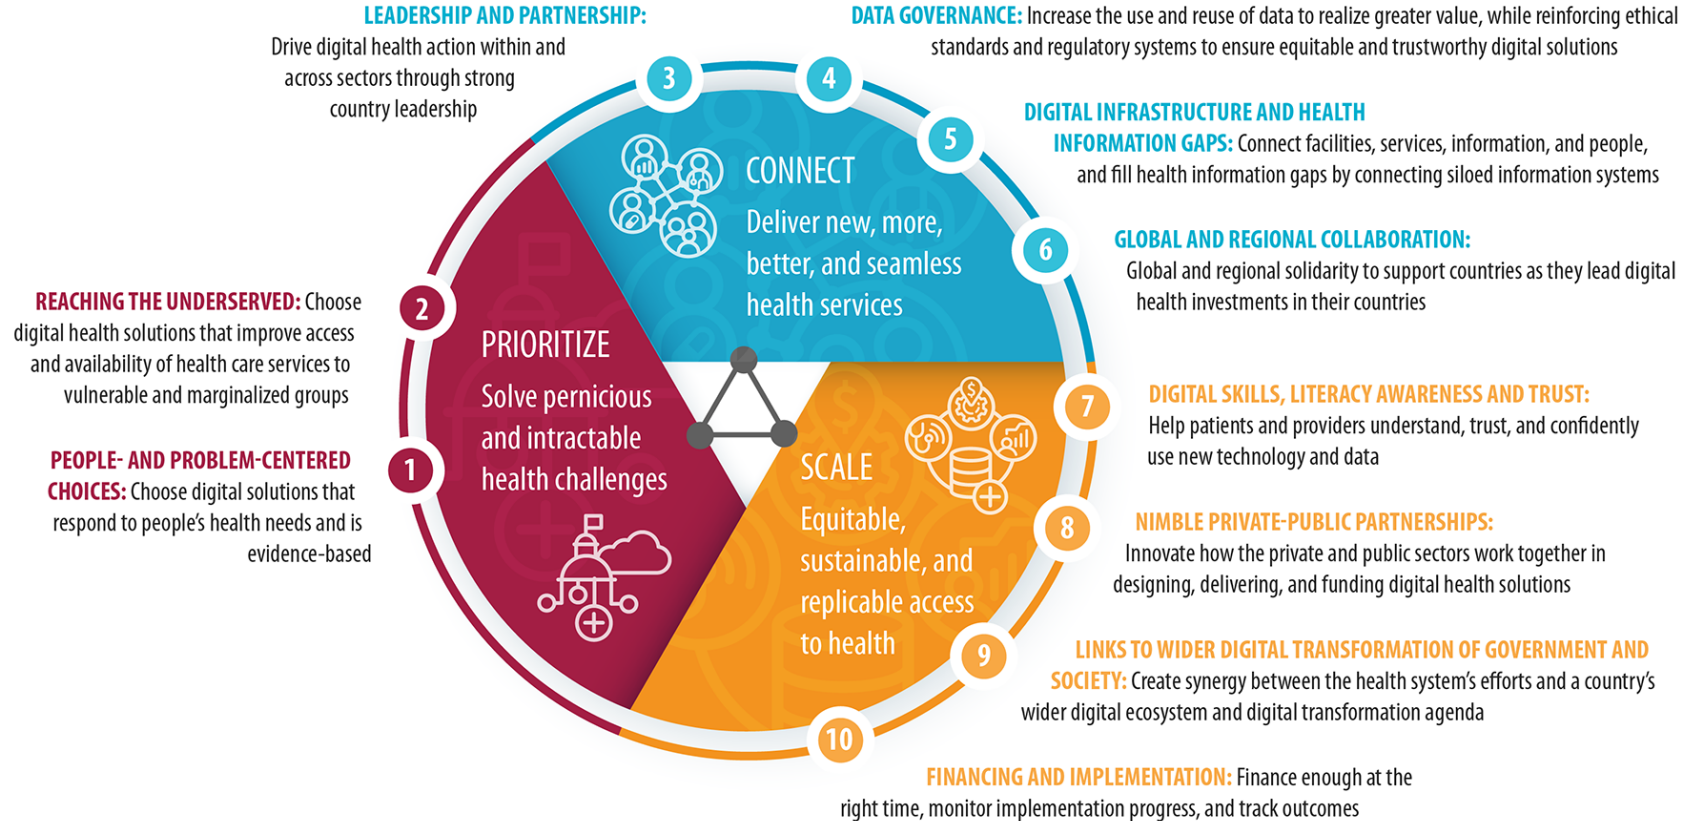 LEADERSHIP AND PARTNERSHIP:
Drive digital health action within and
across sectors through strong
country leadership
DATA GOVERNANCE: Increase the use and reuse of data to realize greater value, while reinforcing ethical
standards and regulatory systems to ensure equitable and trustworthy digital solutions
DIGITAL INFRASTRUCTURE AND HEALTH
INFORMATION GAPS: Connect facilities, services, information, and people,
and fill health information gaps by connecting siloed information systems
GLOBAL AND REGIONAL COLLABORATION:
Global and regional solidarity to support countries as they lead digital
health investments in their countries
DIGITAL SKILLS, LITERACY AWARENESS AND TRUST:
Help patients and providers understand, trust, and confidently
use new technology and data
NIMBLE PRIVATE-PUBLIC PARTNERSHIPS:
Innovate how the private and public sectors work together in
designing, delivering, and funding digital health solutions
LINKS TO WIDER DIGITAL TRANSFORMATION OF GOVERNMENT AND
SOCIETY: Create synergy between the health system's efforts and a country's
wider digital ecosystem and digital transformation agenda
FINANCING AND IMPLEMENTATION: Finance enough at the
right time, monitor implementation progress, and track outcomes
REACHING THE UNDERSERVED: Choose
digital health solutions that improve access
and availability of health care services to
vulnerable and marginalized groups
PEOPLE- AND PROBLEM-CENTERED
CHOICES: Choose digital solutions that
respond to people's health needs and is
evidence-based
1
2
3
4
5
6
7
8
9
10
PRIORITIZE
Solve pernicious
and intractable
health challenges
CONNECT
Deliver new, more,
better, and seamless
health services
SCALE
Equitable,
sustainable, and
replicable access
to health
$
$